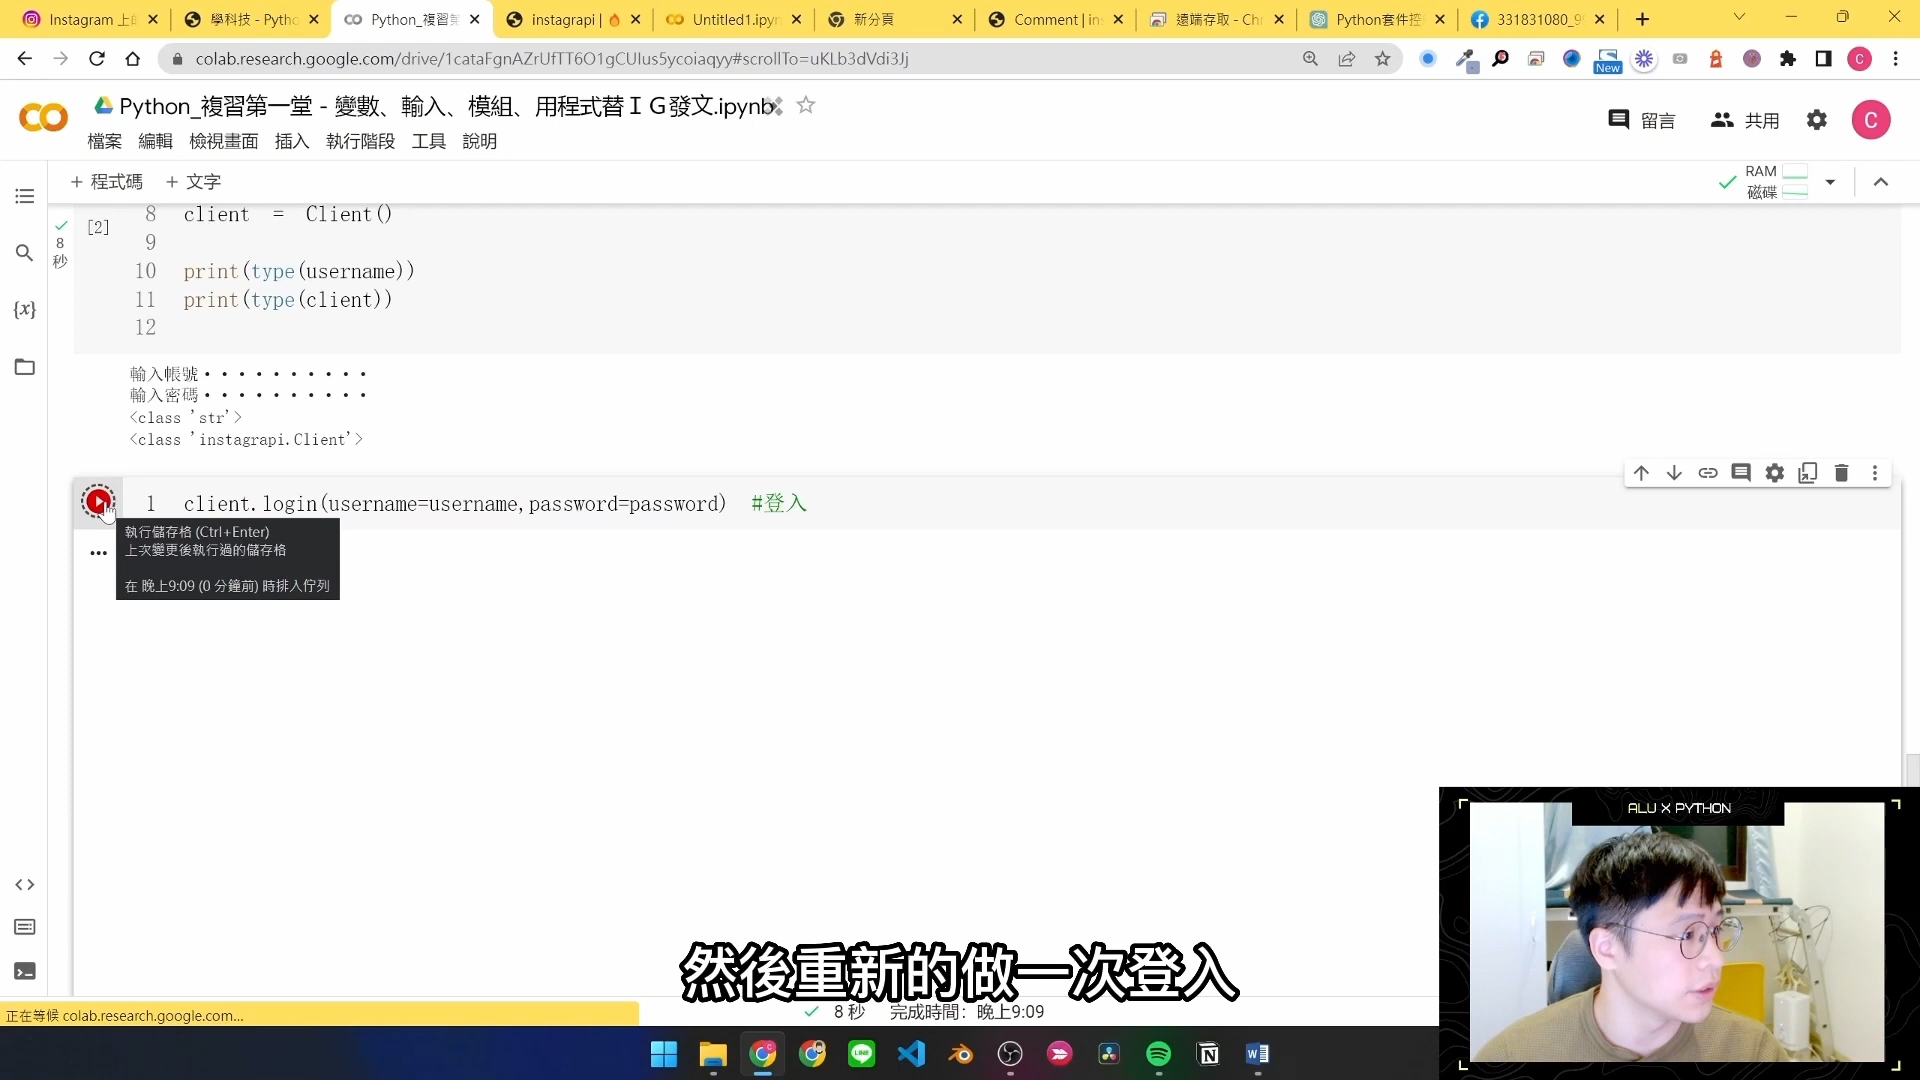 Instagram 上的
學科技 - Pytho
Python_複習第
instagrapi |
Untitled1.ipyn
新分頁
Comment | ins
遠端存取 - Chr
Python套件控
331831080_99
colab.research.google.com/drive/1cataFgnAZrUfTT6O1gCUIus5ycoiaqyy#scrollTo=uKLb3dVdi3Jj
New
C
Python_複習第一堂 - 變數、輸入、模組、用程式替ＩＧ發文.ipynb
檔案 編輯 檢視畫面 插入 執行階段 工具 說明
留言
共用
C
+ 程式碼 + 文字
RAM
磁碟
[2]
8
秒
8 client = Client()
9
10 print(type(username))
11 print(type(client))
12
輸入帳號··········
輸入密碼··········
<class 'str'>
<class 'instagrapi.Client'>
1 client.login(username=username,password=password) #登入
執行儲存格 (Ctrl+Enter)
上次變更後執行過的儲存格
在 晚上9:09 (0 分鐘前) 時排入佇列
ALU X PYTHON
然後重新的做一次登入
8 秒 完成時間：晚上9:09
正在等候 colab.research.google.com...